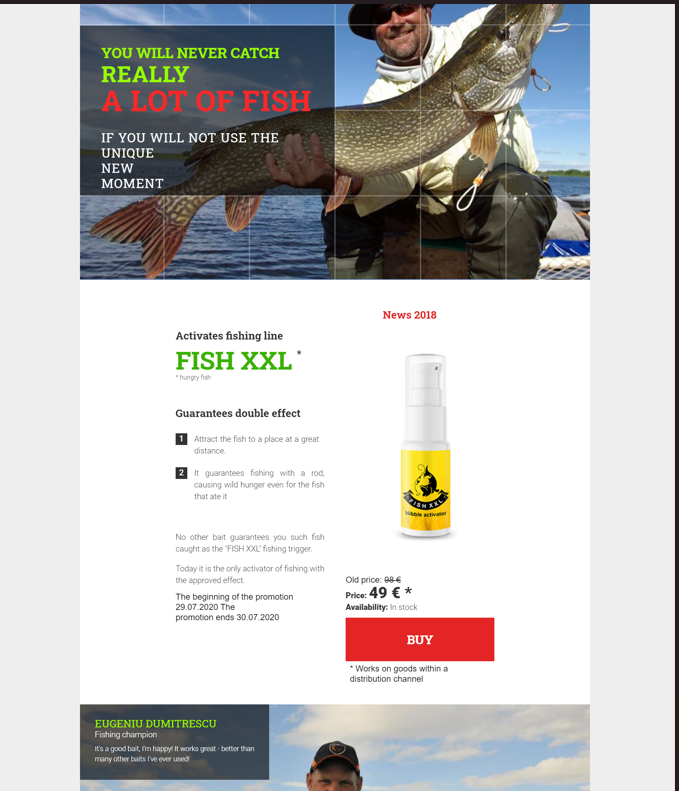 YOU WILL NEVER CATCH
REALLY
A LOT OF FISH
IF YOU WILL NOT USE THE
UNIQUE
NEW
MOMENT
News 2018
Activates fishing line
FISH XXL *
* hungry fish
Guarantees double effect
1 Attract the fish to a place at a great
distance.
2 It guarantees fishing with a rod,
causing wild hunger even for the fish
that ate it
No other bait guarantees you such fish
caught as the "FISH XXL" fishing trigger.
Today it is the only activator of fishing with
the approved effect.
The beginning of the promotion
29.07.2020 The
promotion ends 30.07.2020
FISH XXL
nibble activator
Old price: 98 €
Price: 49 € *
Availability: In stock
BUY
* Works on goods within a
distribution channel
EUGENIU DUMITRESCU
Fishing champion
It's a good bait, I'm happy! It works great - better than
many other baits I've ever used!